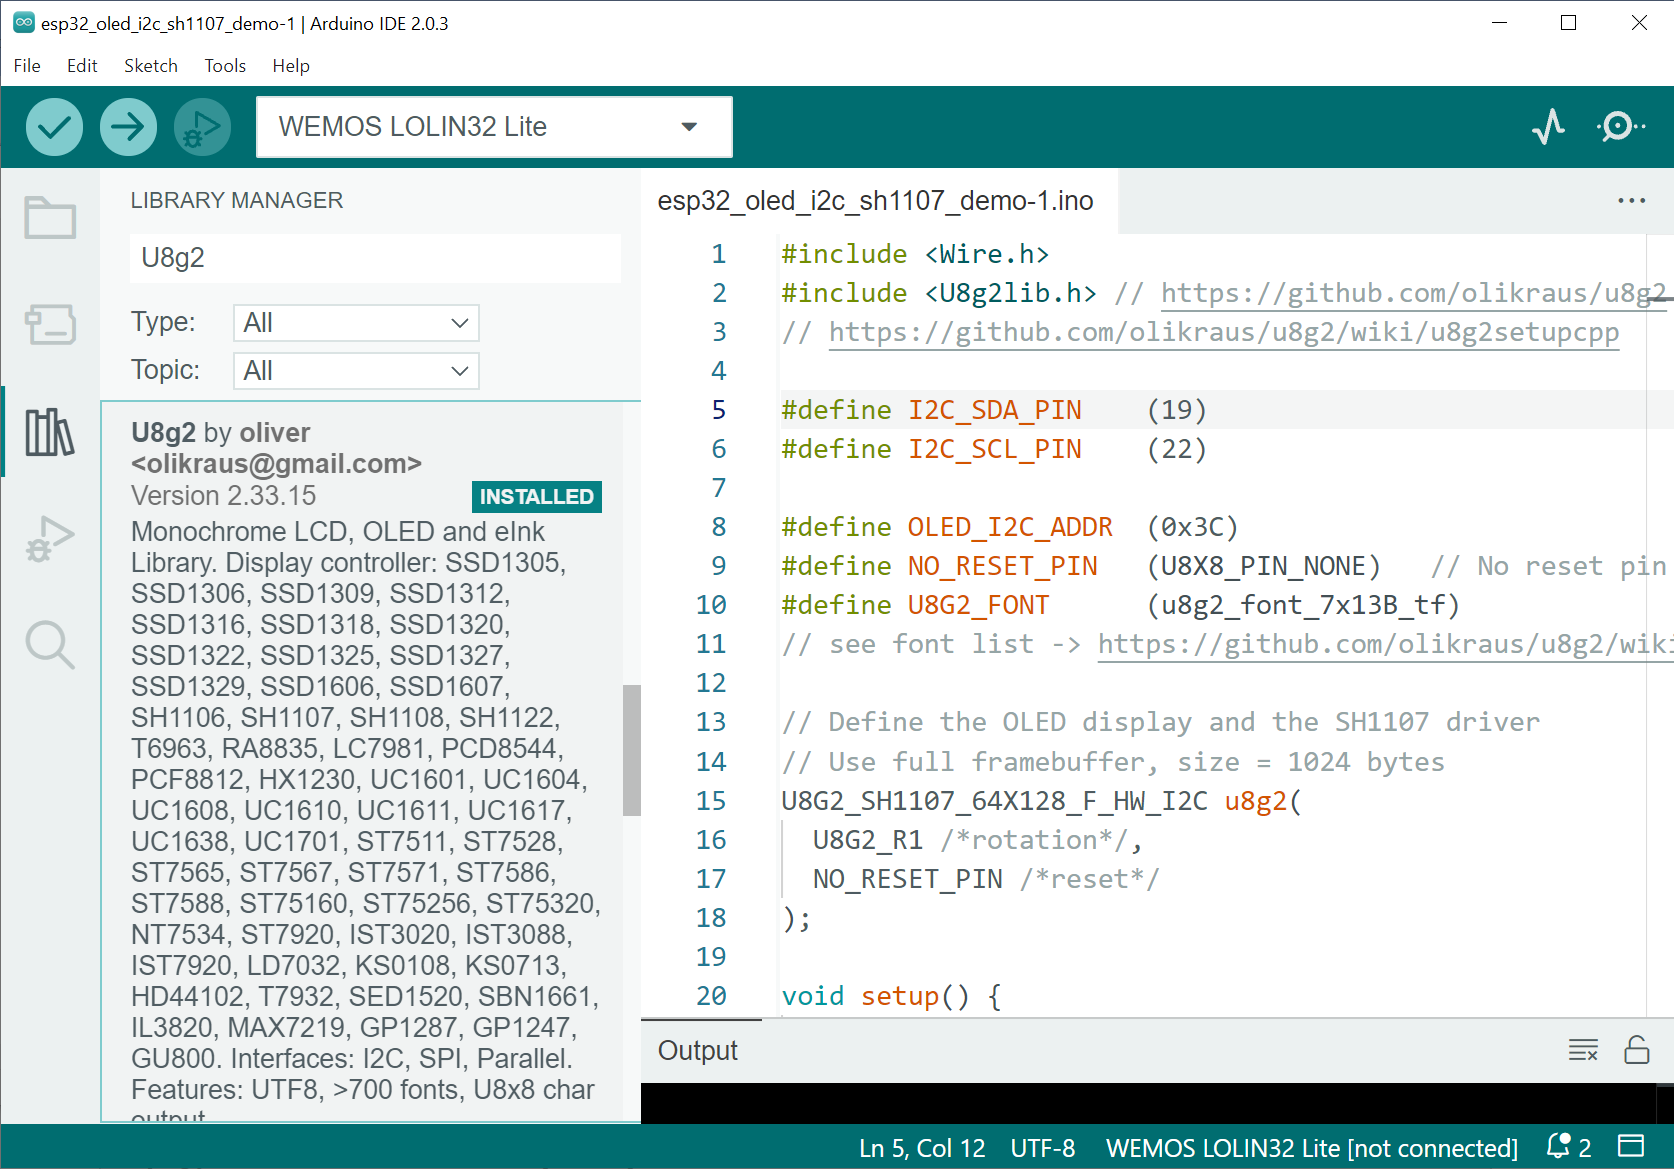 esp32_oled_i2c_sh1107_demo-1 | Arduino IDE 2.0.3
File Edit Sketch Tools Help
WEMOS LOLIN32 Lite
LIBRARY MANAGER
U8g2
Type: All
Topic: All
U8g2 by oliver
<olikraus@gmail.com>
Version 2.33.15 INSTALLED
Monochrome LCD, OLED and eInk
Library. Display controller: SSD1305,
SSD1306, SSD1309, SSD1312,
SSD1316, SSD1318, SSD1320,
SSD1322, SSD1325, SSD1327,
SSD1329, SSD1606, SSD1607,
SH1106, SH1107, SH1108, SH1122,
T6963, RA8835, LC7981, PCD8544,
PCF8812, HX1230, UC1601, UC1604,
UC1608, UC1610, UC1611, UC1617,
UC1638, UC1701, ST7511, ST7528,
ST7565, ST7567, ST7571, ST7586,
ST7588, ST75160, ST75256, ST75320,
NT7534, ST7920, IST3020, IST3088,
IST7920, LD7032, KS0108, KS0713,
HD44102, T7932, SED1520, SBN1661,
IL3820, MAX7219, GP1287, GP1247,
GU800. Interfaces: I2C, SPI, Parallel.
Features: UTF8, >700 fonts, U8x8 char
output
esp32_oled_i2c_sh1107_demo-1.ino
1 #include <Wire.h>
2 #include <U8g2lib.h> // https://github.com/olikraus/u8g2
3 // https://github.com/olikraus/u8g2/wiki/u8g2setupcpp
4
5 #define I2C_SDA_PIN (19)
6 #define I2C_SCL_PIN (22)
7
8 #define OLED_I2C_ADDR (0x3C)
9 #define NO_RESET_PIN (U8X8_PIN_NONE) // No reset pin
10 #define U8G2_FONT (u8g2_font_7x13B_tf)
11 // see font list -> https://github.com/olikraus/u8g2/wiki
12
13 // Define the OLED display and the SH1107 driver
14 // Use full framebuffer, size = 1024 bytes
15 U8G2_SH1107_64X128_F_HW_I2C u8g2(
16 U8G2_R1 /*rotation*/,
17 NO_RESET_PIN /*reset*/
18 );
19
20 void setup() {
Output
Ln 5, Col 12 UTF-8 WEMOS LOLIN32 Lite [not connected] 2